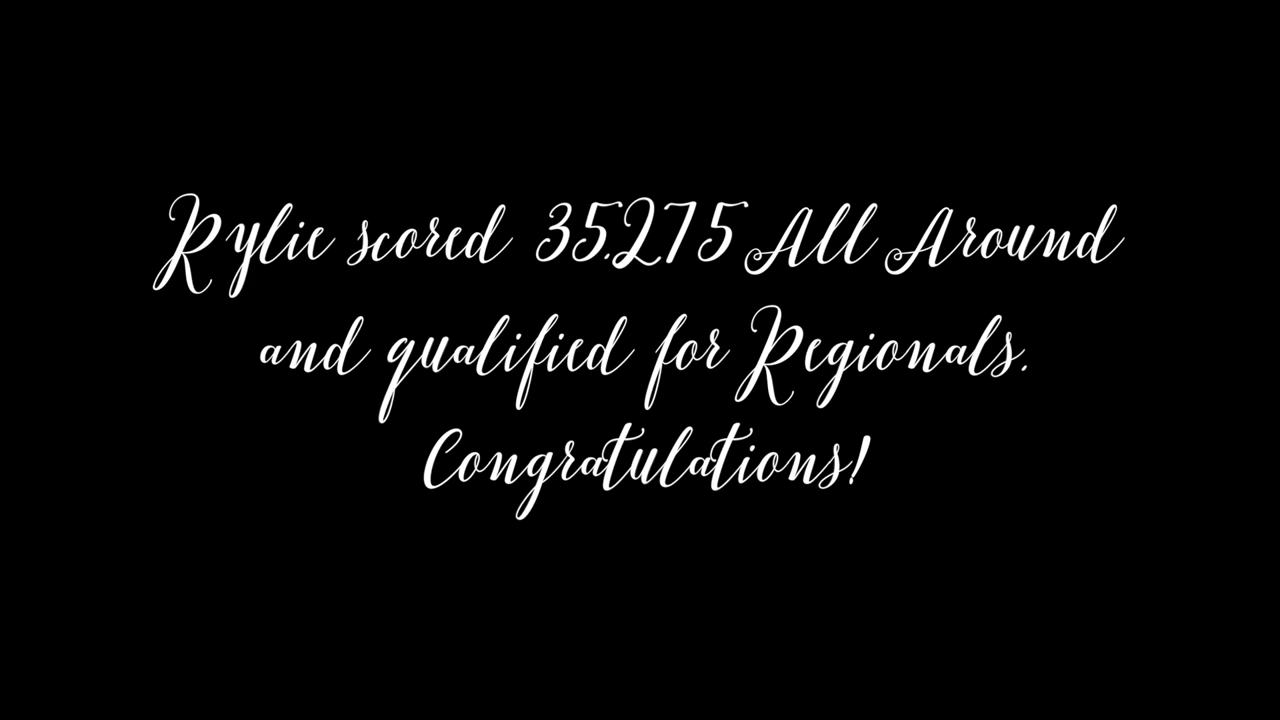 Rylie scored 35.275 All Around
and qualified for Regionals.
Congratulations!